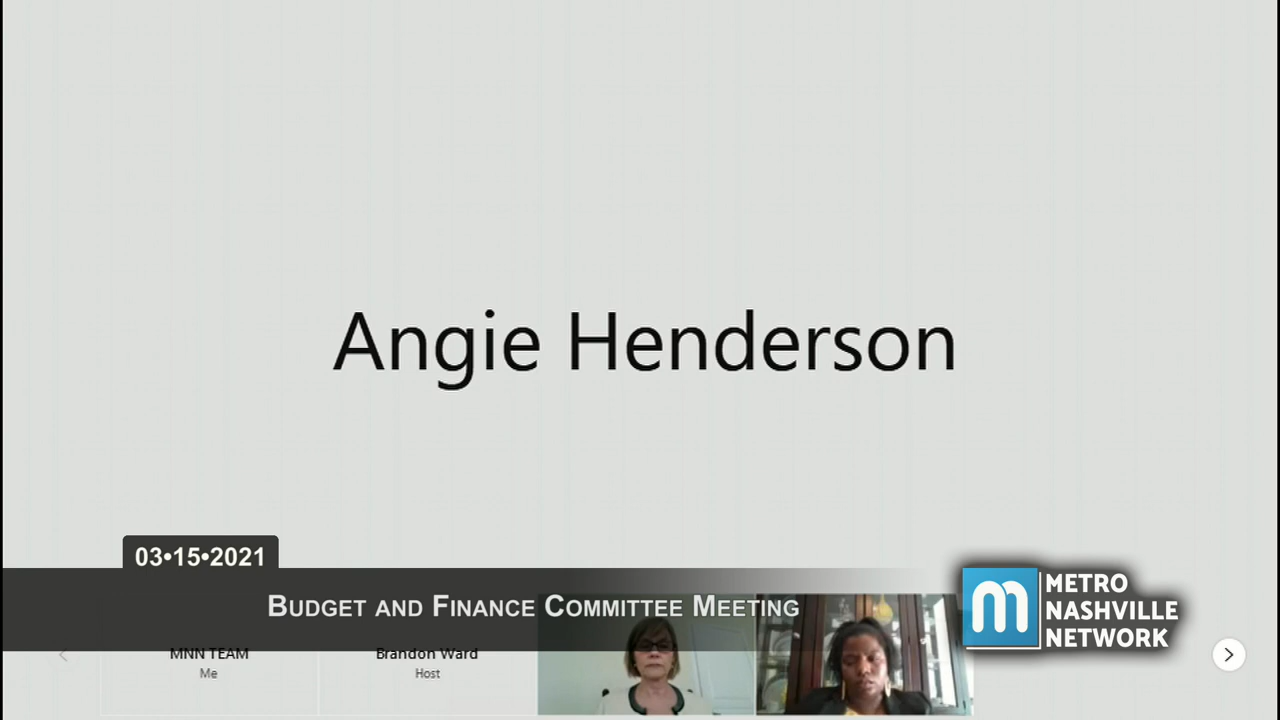 Angie Henderson
03•15•2021
Budget and Finance Committee Meeting
METRO
NASHVILLE
NETWORK
MNN TEAM
Me
Brandon Ward
Host